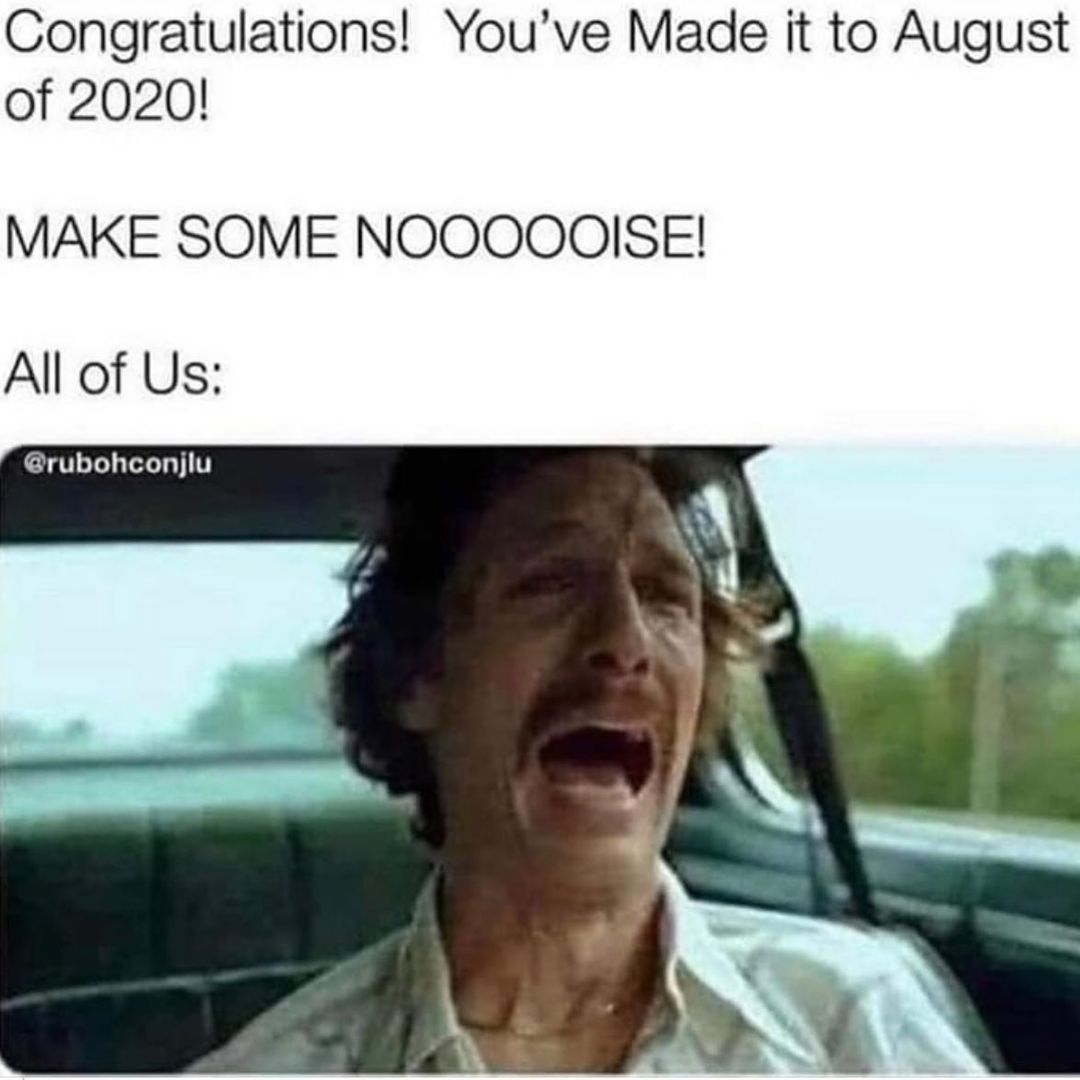 Congratulations!  You've Made it to August
of 2020!
MAKE SOME NOOOOOISE!
All of Us:
@rubohconjlu